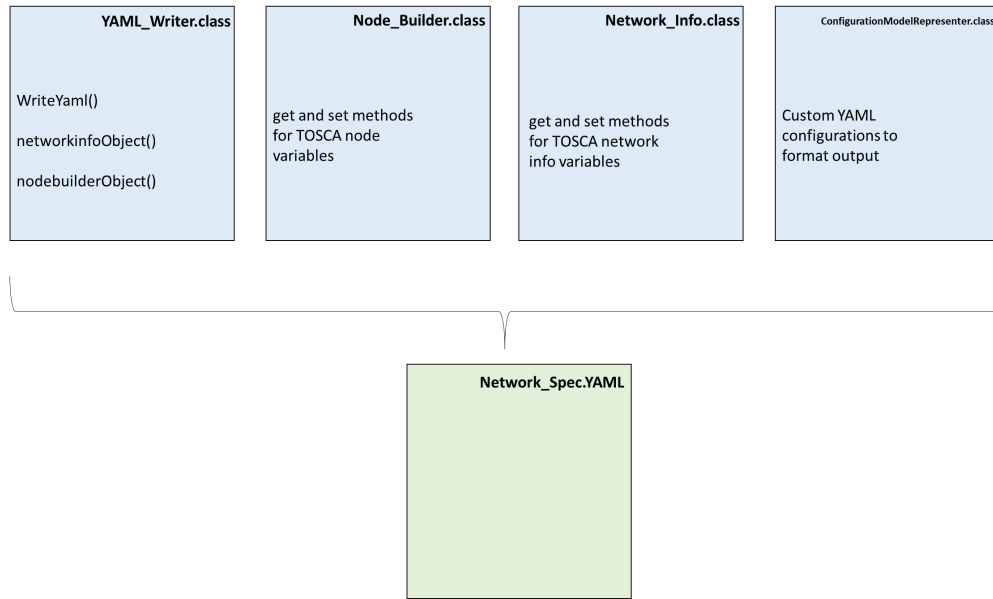 YAML_Writer.class
WriteYaml()
networkinfoObject()
nodebuilderObject()
Node_Builder.class
get and set methods
for TOSCA node
variables
Network_Info.class
get and set methods
for TOSCA network
info variables
ConfigurationModelRepresenter.class
Custom YAML
configurations to
format output
Network_Spec.YAML